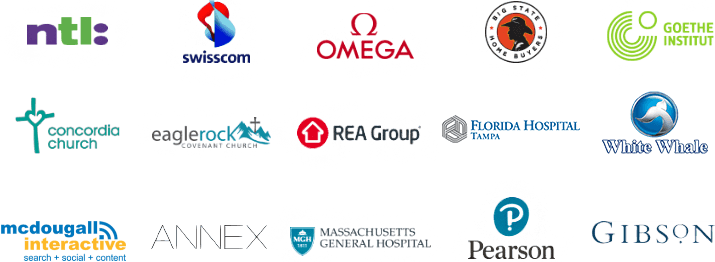 ntl:
swisscom
Ω
OMEGA
BIG STATE
HOME BUYERS
GOETHE
INSTITUT
concordia
church
eaglerock
COVENANT CHURCH
REA Group
FLORIDA HOSPITAL
TAMPA
White Whale
mcdougall
interactive
search + social + content
ANNEX
MGH
1811
MASSACHUSETTS
GENERAL HOSPITAL
P
Pearson
GIBSON